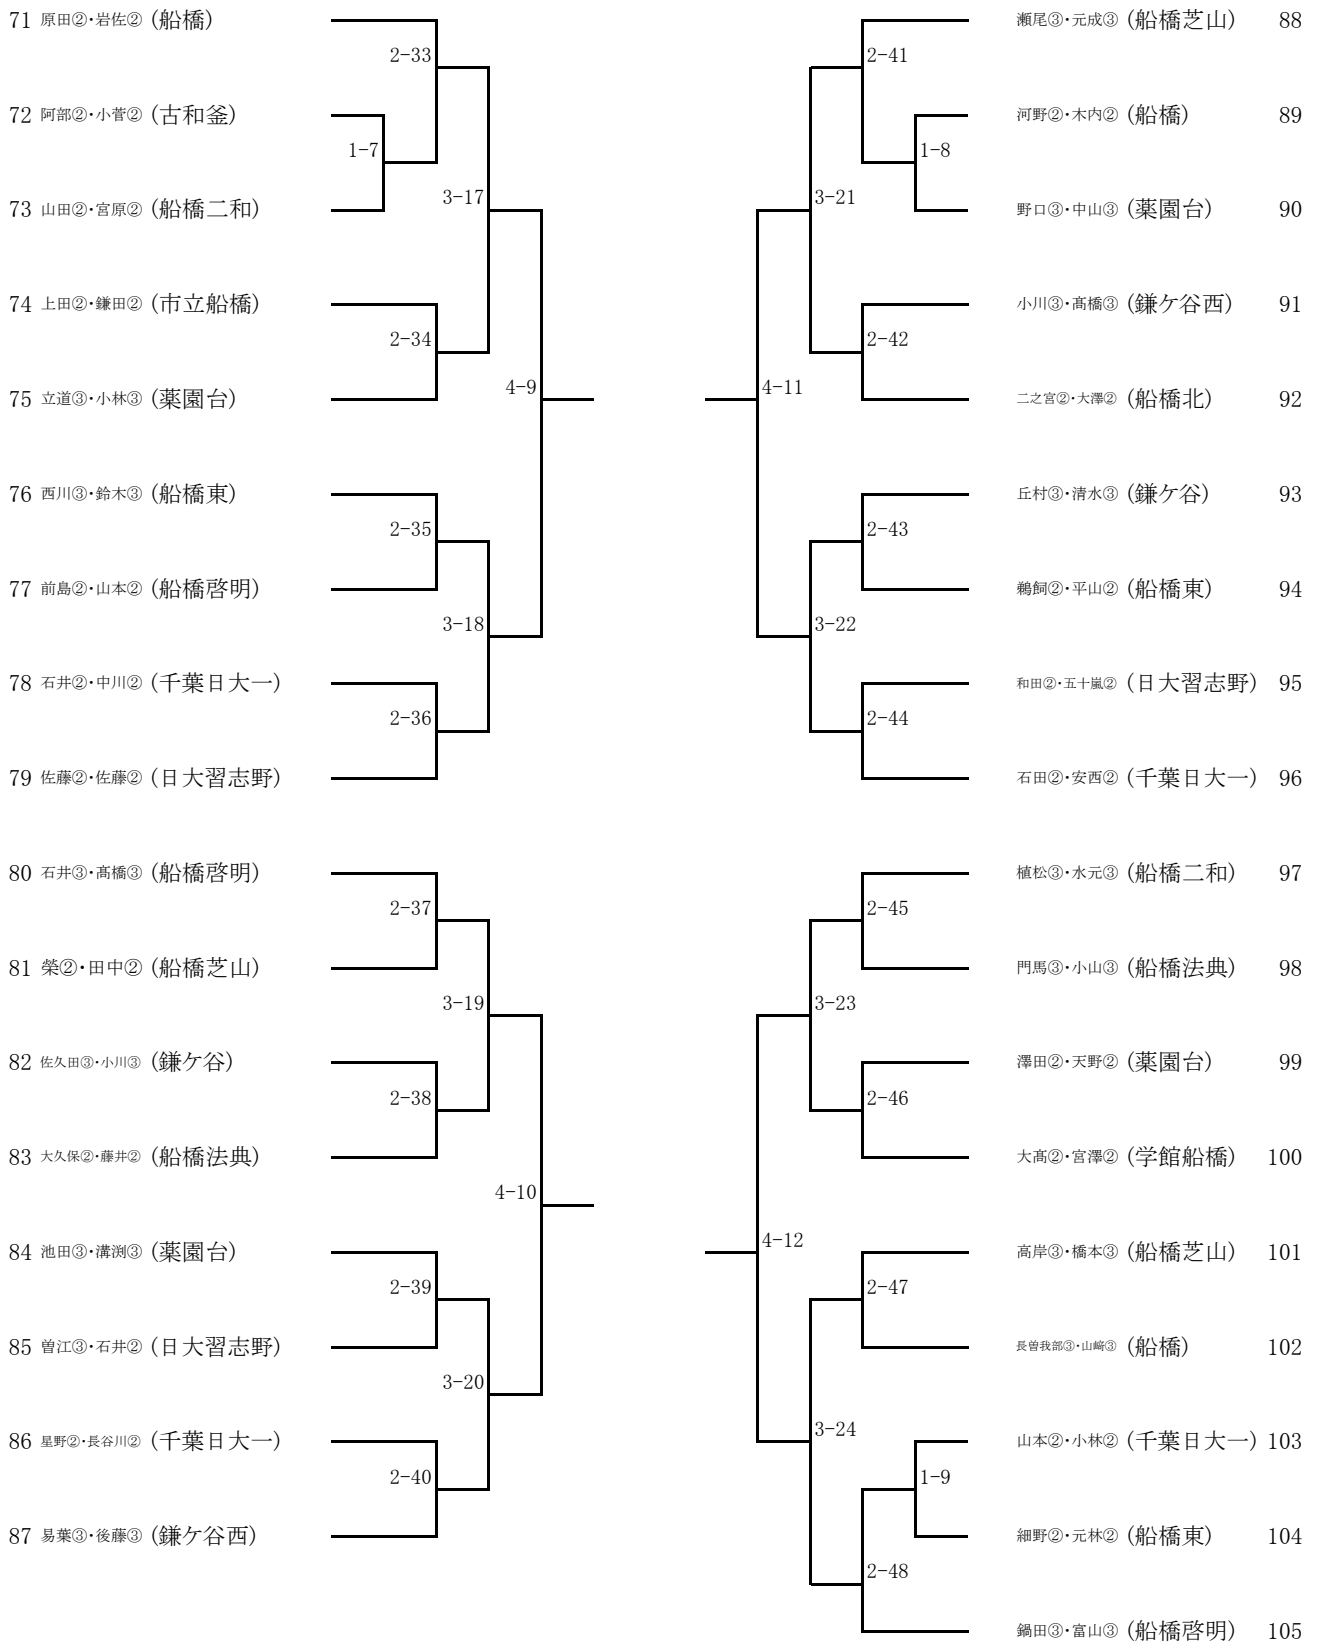 71 原田②・岩佐② (船橋)
2-33
72 阿部②・小菅② (古和釜)
1-7
73 山田②・宮原② (船橋二和)
3-17
74 上田②・鎌田② (市立船橋)
2-34
75 立道③・小林③ (薬園台)
4-9
76 西川③・鈴木③ (船橋東)
2-35
77 前島②・山本② (船橋啓明)
3-18
78 石井②・中川② (千葉日大一)
2-36
79 佐藤②・佐藤② (日大習志野)
80 石井③・髙橋③ (船橋啓明)
2-37
81 榮②・田中② (船橋芝山)
3-19
82 佐久田③・小川③ (鎌ケ谷)
2-38
83 大久保②・藤井② (船橋法典)
4-10
84 池田③・溝渕③ (薬園台)
2-39
85 曽江③・石井② (日大習志野)
3-20
86 星野②・長谷川② (千葉日大一)
2-40
87 易葉③・後藤③ (鎌ケ谷西)
瀬尾③・元成③ (船橋芝山) 88
2-41
河野②・木内② (船橋) 89
1-8
野口③・中山③ (薬園台) 90
3-21
小川③・髙橋③ (鎌ケ谷西) 91
2-42
二之宮②・大澤② (船橋北) 92
4-11
丘村③・清水③ (鎌ケ谷) 93
2-43
鵜飼②・平山② (船橋東) 94
3-22
和田②・五十嵐② (日大習志野) 95
2-44
石田②・安西② (千葉日大一) 96
植松③・水元③ (船橋二和) 97
2-45
門馬③・小山③ (船橋法典) 98
3-23
澤田②・天野② (薬園台) 99
2-46
大髙②・宮澤② (学館船橋) 100
4-12
高岸③・橋本③ (船橋芝山) 101
2-47
長曽我部③・山﨑③ (船橋) 102
3-24
山本②・小林② (千葉日大一) 103
1-9
細野②・元林② (船橋東) 104
2-48
鍋田③・富山③ (船橋啓明) 105